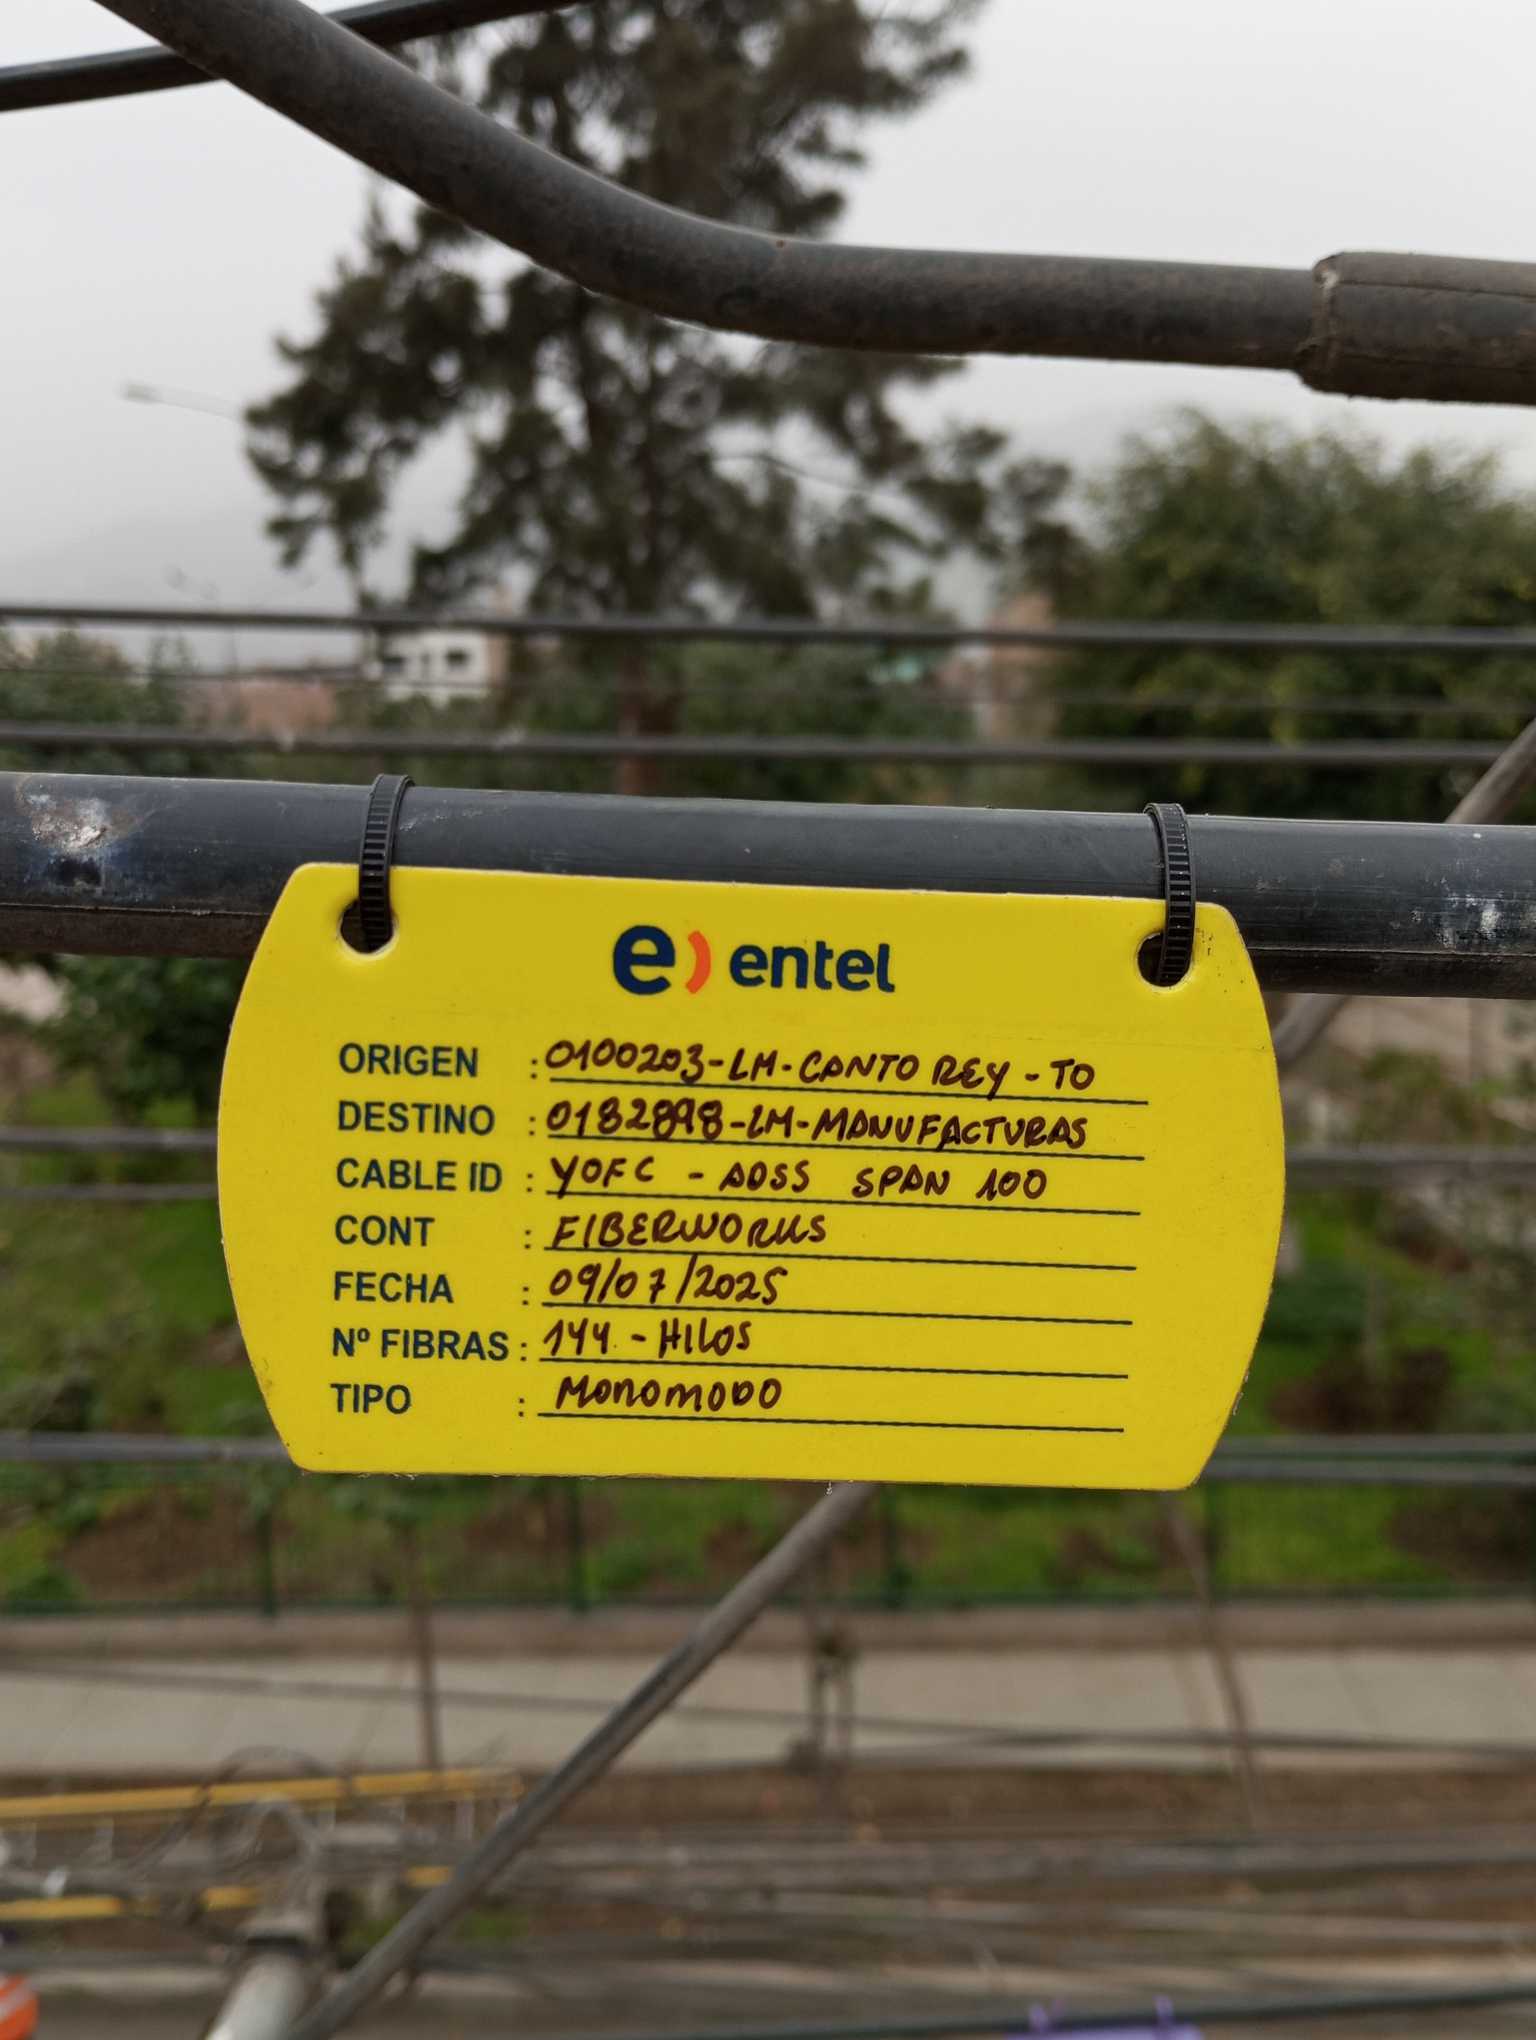 e) entel
ORIGEN : 0100203-LM-CANTO REY - TO
DESTINO : 0182898-LM-MANUFACTURAS
CABLE ID : YOFC - ADSS SPAN 100
CONT : FIBERWORKS
FECHA : 09/07/2025
Nº FIBRAS : 144 - HILOS
TIPO : MONOMODO